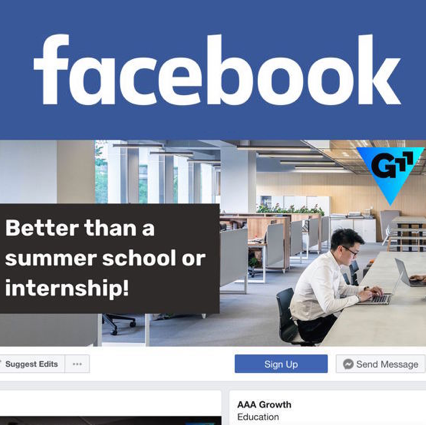 facebook
G
Better than a
summer school or
internship!
Suggest Edits
Sign Up
Send Message
AAA Growth
Education